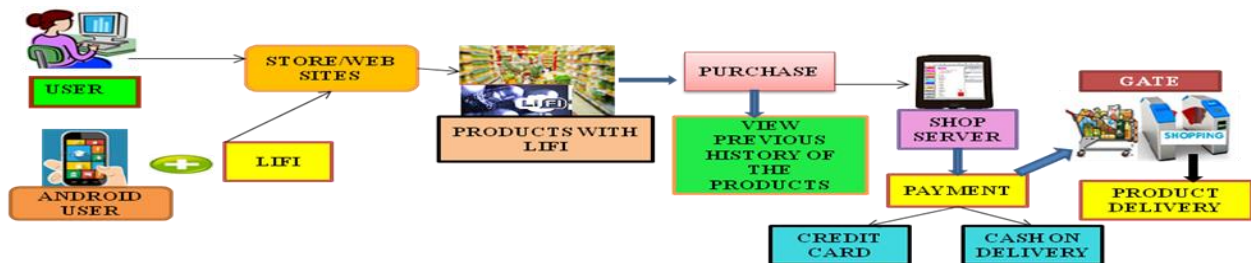 USER
ANDROID
USER
LIFI
STORE/WEB
SITES
LIFI
PRODUCTS WITH
LIFI
PURCHASE
VIEW
PREVIOUS
HISTORY OF
THE
PRODUCTS
SHOP
SERVER
PAYMENT
CREDIT
CARD
CASH ON
DELIVERY
GATE
SHOPPING
PRODUCT
DELIVERY